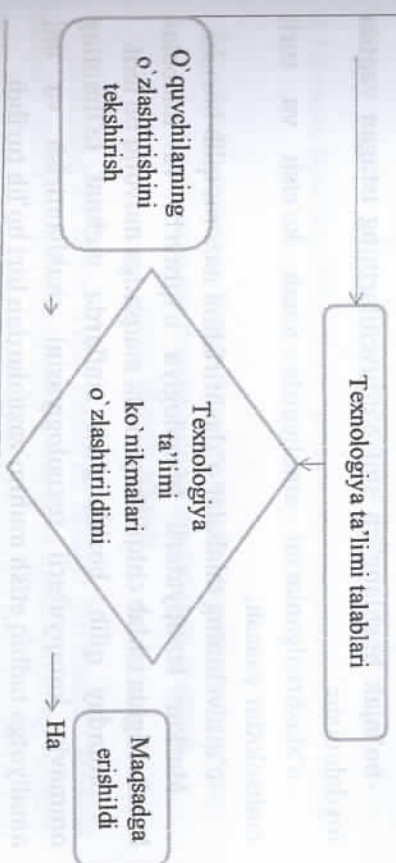 Texnologiya ta'limi talablari
O`quvchilarning
o`zlashtirishini
tekshirish
Texnologiya
ta'limi
ko`nikmalari
o`zlashtirildimi
Ha
Maqsadga
erishildi